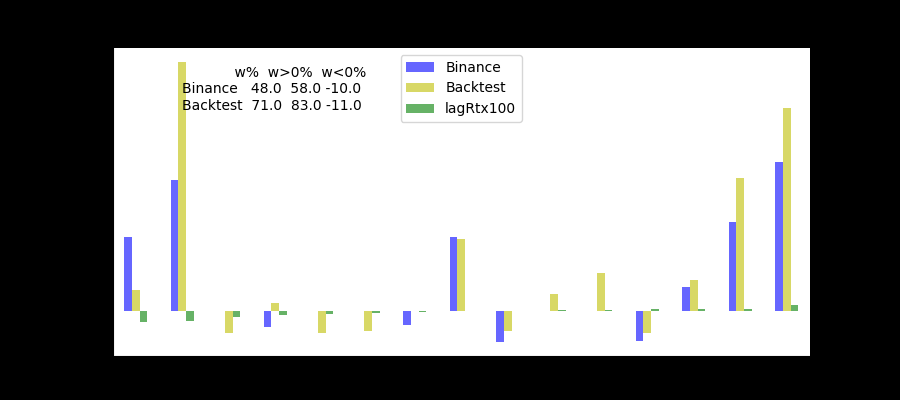 w% w>0% w<0%
Binance 48.0 58.0 -10.0
Backtest 71.0 83.0 -11.0
Binance
Backtest
lagRtx100